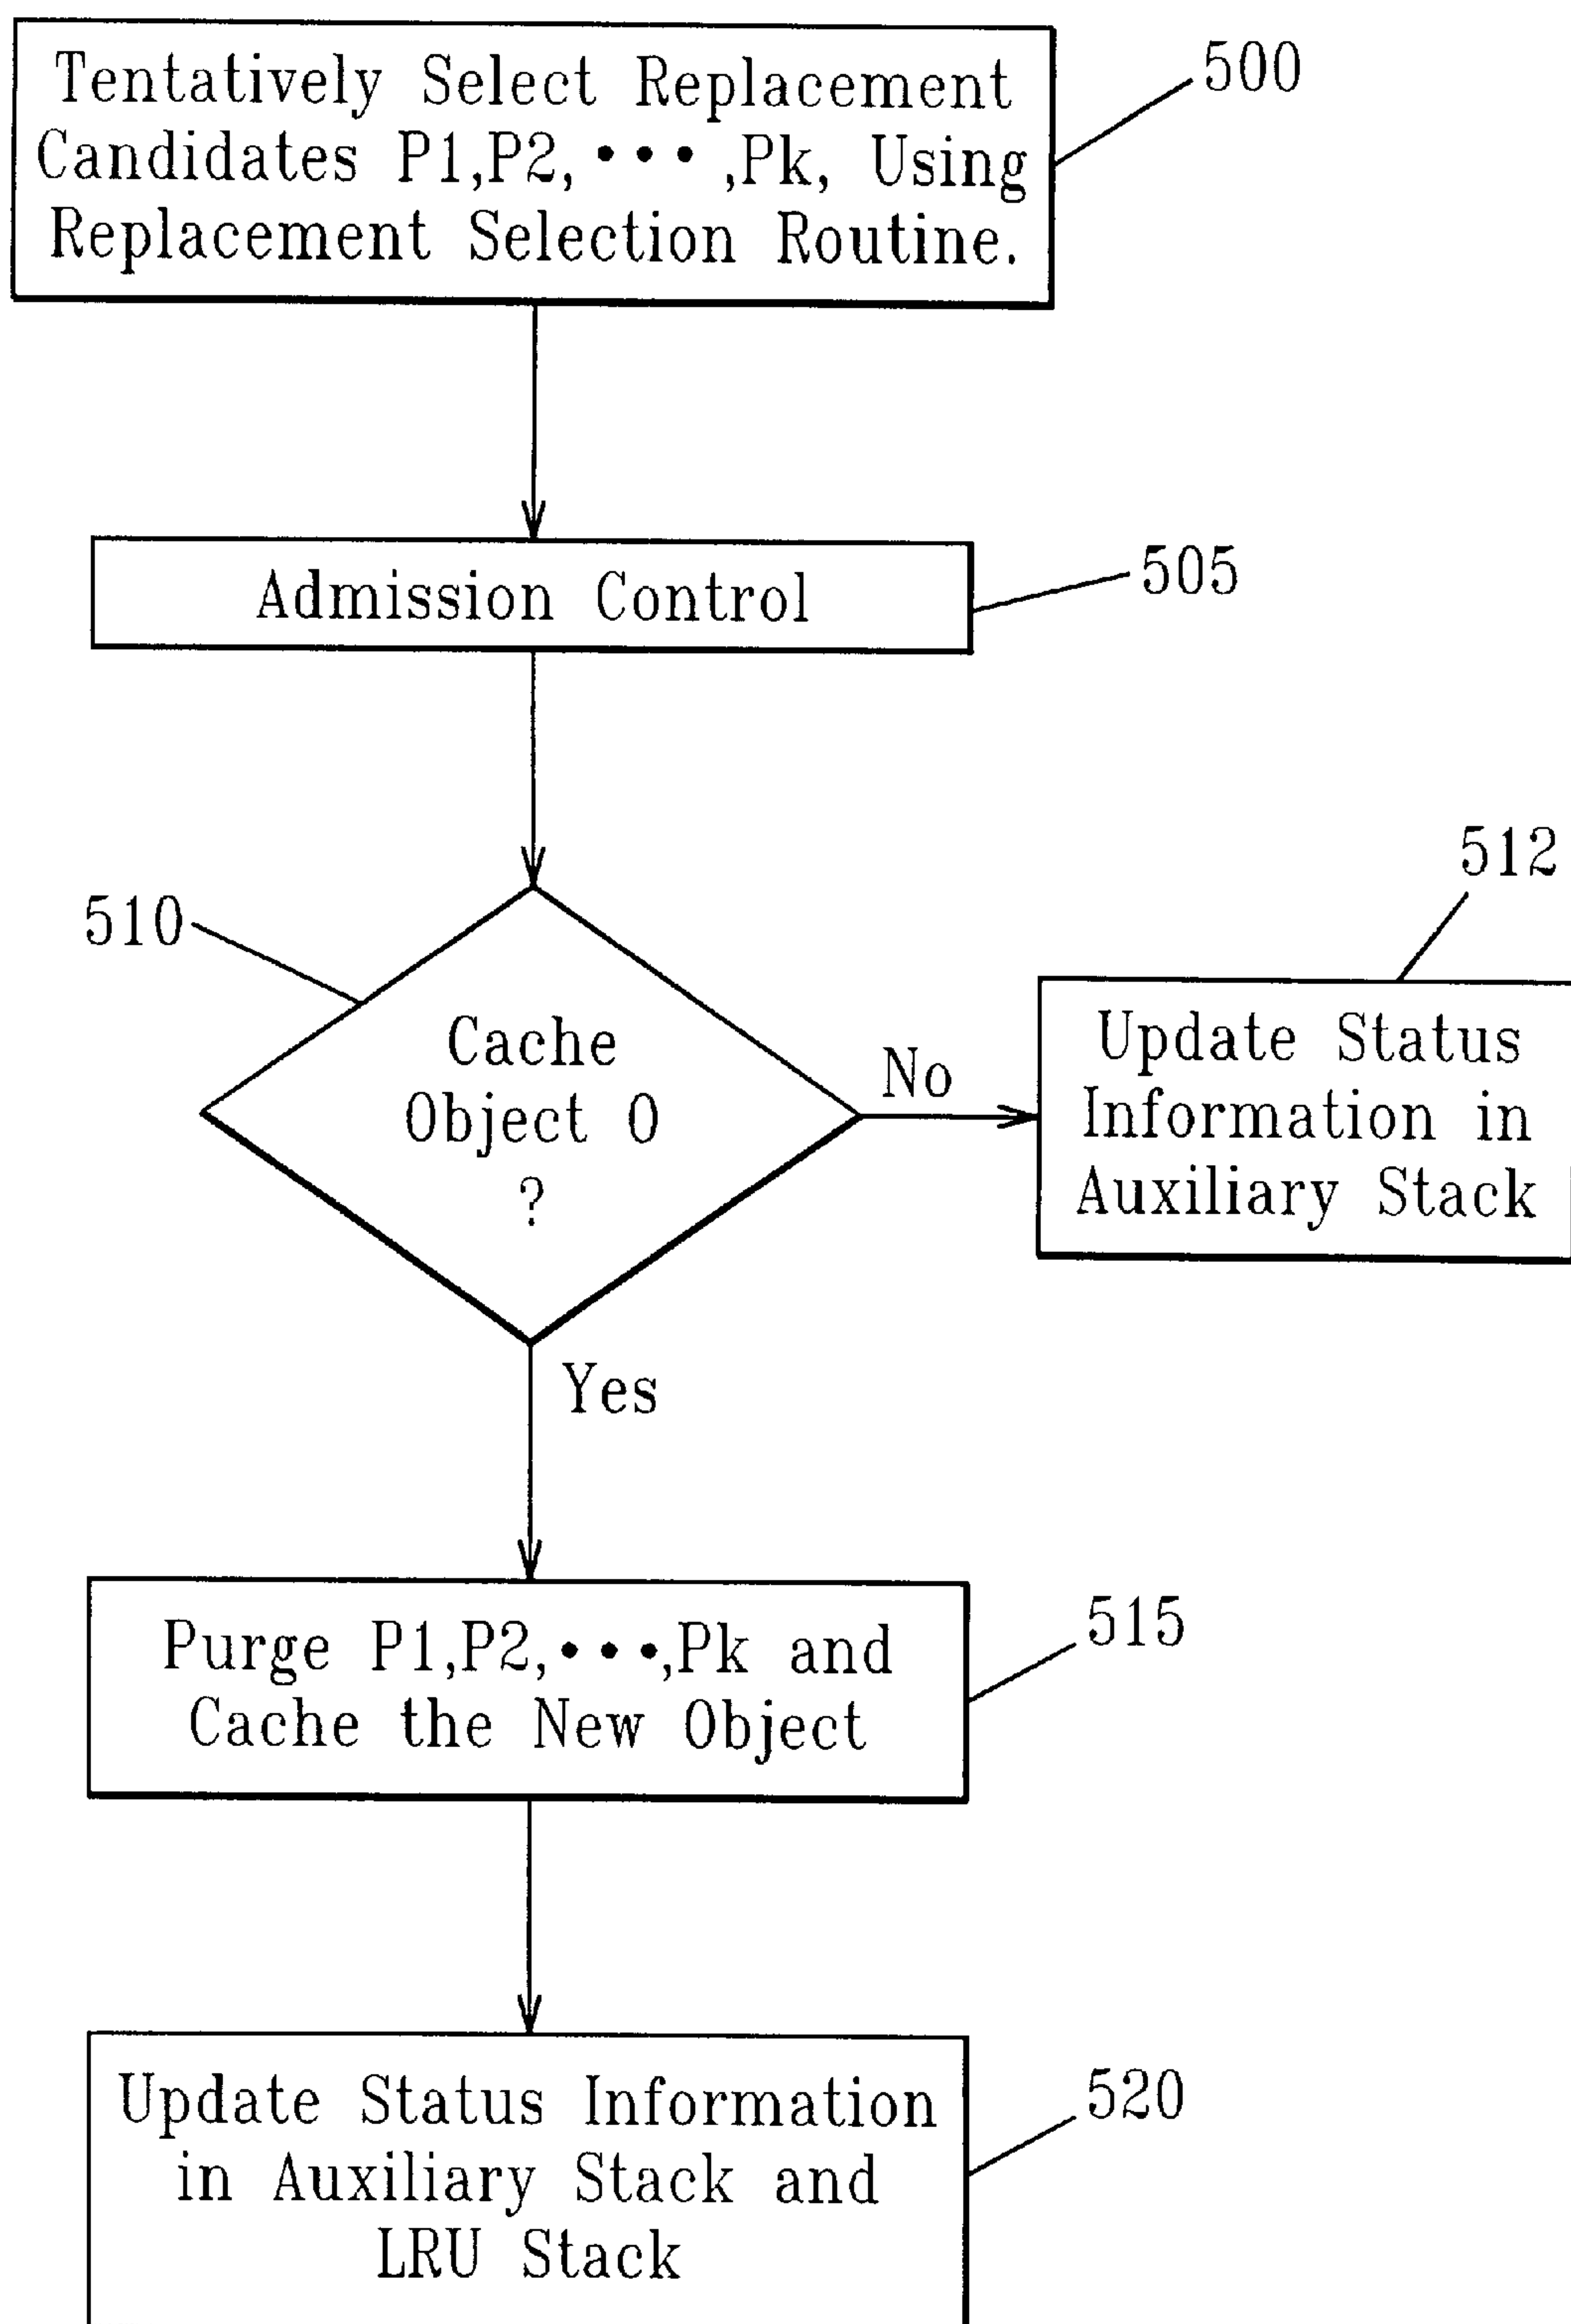 Tentatively Select Replacement
Candidates P1,P2,•••,Pk, Using
Replacement Selection Routine.
500
Admission Control
505
510
Cache
Object O
?
No
512
Update Status
Information in
Auxiliary Stack
Yes
Purge P1,P2,•••,Pk and
Cache the New Object
515
Update Status Information
in Auxiliary Stack and
LRU Stack
520